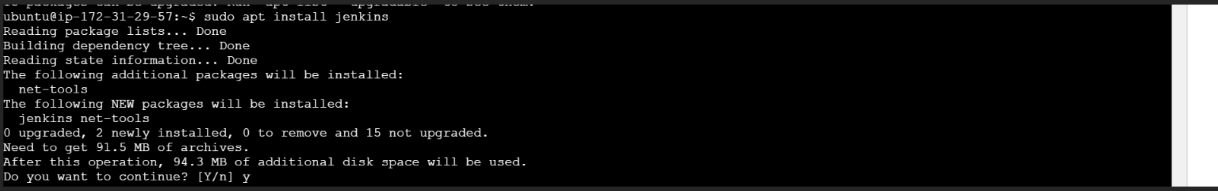 ubuntu@ip-172-31-29-57:~$ sudo apt install jenkins
Reading package lists... Done
Building dependency tree... Done
Reading state information... Done
The following additional packages will be installed:
  net-tools
The following NEW packages will be installed:
  jenkins net-tools
0 upgraded, 2 newly installed, 0 to remove and 15 not upgraded.
Need to get 91.5 MB of archives.
After this operation, 94.3 MB of additional disk space will be used.
Do you want to continue? [Y/n] y